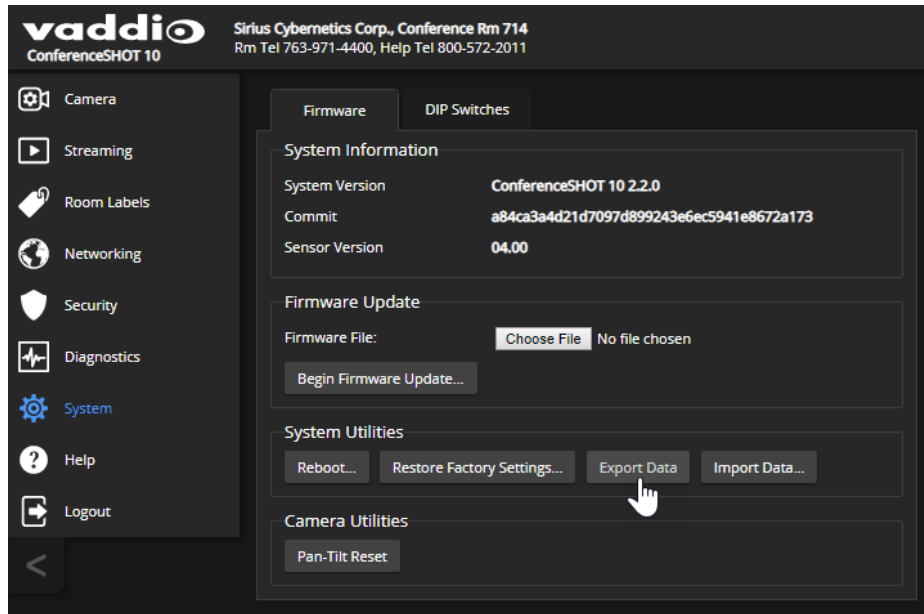 vaddio
ConferenceSHOT 10
Sirius Cybernetics Corp., Conference Rm 714
Rm Tel 763-971-4400, Help Tel 800-572-2011
Camera
Streaming
Room Labels
Networking
Security
Diagnostics
System
Help
Logout
<
Firmware DIP Switches
System Information
System Version ConferenceSHOT 10 2.2.0
Commit a84ca3a4d21d7097d899243e6ec5941e8672a173
Sensor Version 04.00
Firmware Update
Firmware File: Choose File No file chosen
Begin Firmware Update...
System Utilities
Reboot... Restore Factory Settings... Export Data Import Data...
Camera Utilities
Pan-Tilt Reset